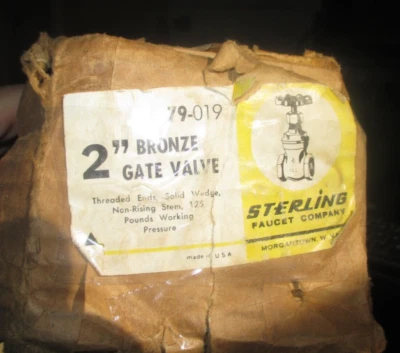 79-019
2" BRONZE
GATE VALVE
Threaded Ends, Solid Wedge,
Non-Rising Stem, 125
Pounds Working
Pressure
made in U.S.A.
STERLING
FAUCET COMPANY
MORGANTOWN, W.